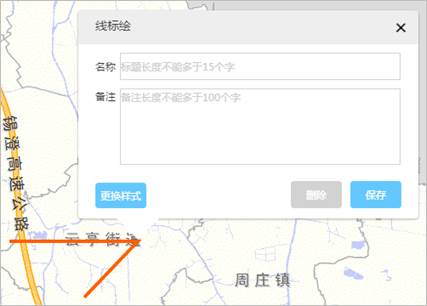 线标绘
名称 标题长度不能多于15个字
备注 备注长度不能多于100个字
更换样式 删除 保存
锡澄高速公路
云亭街道
周庄镇